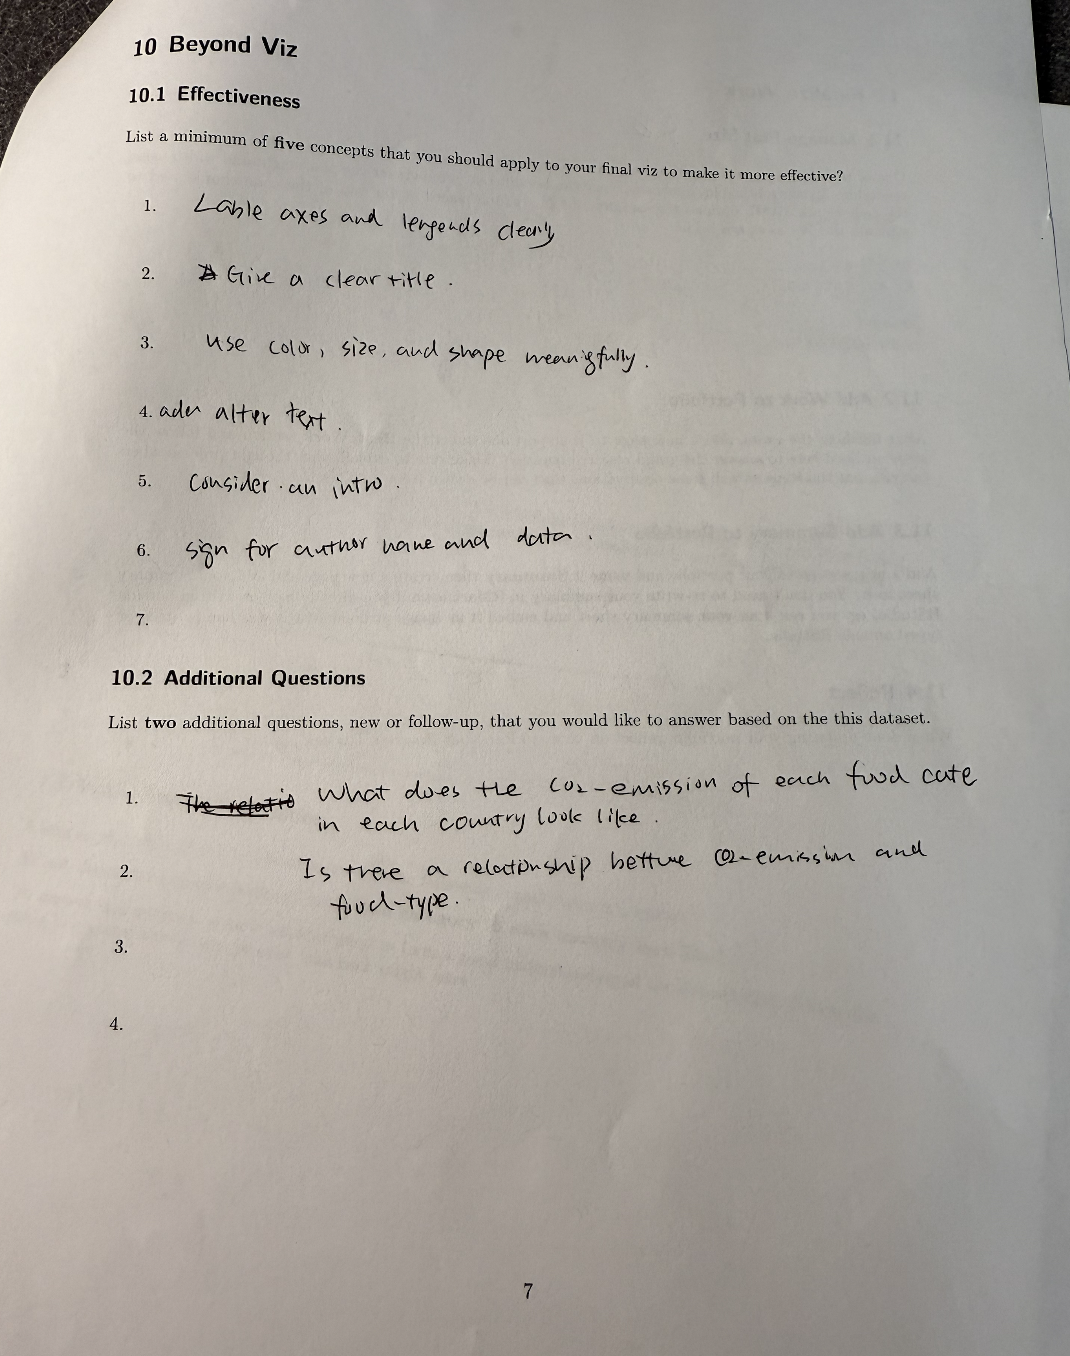 10 Beyond Viz
10.1 Effectiveness
List a minimum of five concepts that you should apply to your final viz to make it more effective?
1. Lable axes and lengends clearly
2. Give a clear title.
3. use color, size, and shape meanigfully.
4. alter text.
5. Consider an intro.
6. sign for author name and data.
7.
10.2 Additional Questions
List two additional questions, new or follow-up, that you would like to answer based on the this dataset.
1. The relatio What does the CO2-emission of each food cate
in each country look like.
2. Is there a relationship bettwe CO2-emission and
food-type.
3.
4.
7